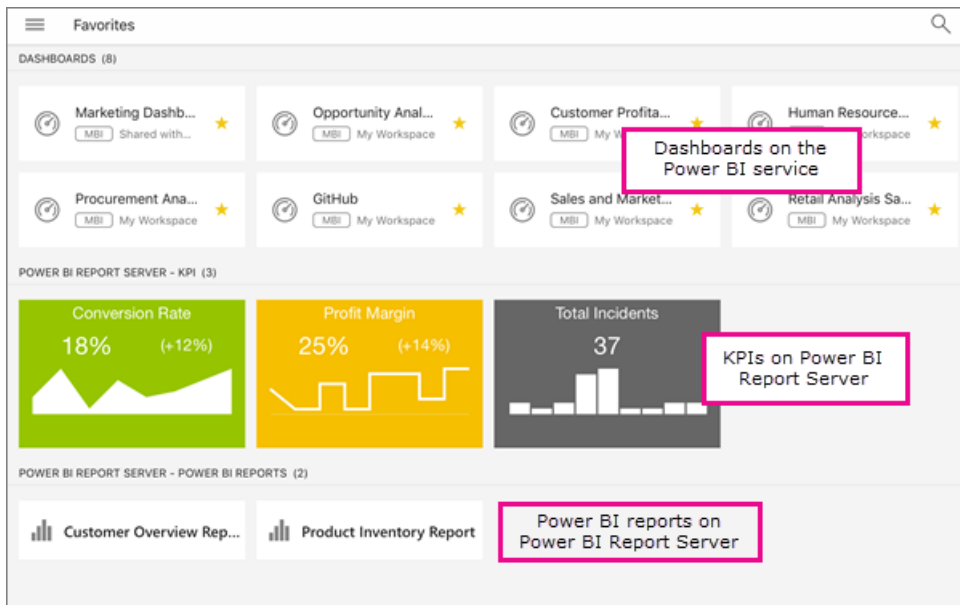 Favorites
DASHBOARDS (8)
Marketing Dashb...
MBI Shared with...
Opportunity Anal...
MBI My Workspace
Customer Profita...
MBI My W
Human Resource...
orkspace
Dashboards on the
Power BI service
Procurement Ana...
MBI My Workspace
GitHub
MBI My Workspace
Sales and Market...
MBI My Workspace
Retail Analysis Sa...
MBI My Workspace
POWER BI REPORT SERVER - KPI (3)
Conversion Rate
18% (+12%)
Profit Margin
25% (+14%)
Total Incidents
37
KPIs on Power BI
Report Server
POWER BI REPORT SERVER - POWER BI REPORTS (2)
Customer Overview Rep...
Product Inventory Report
Power BI reports on
Power BI Report Server